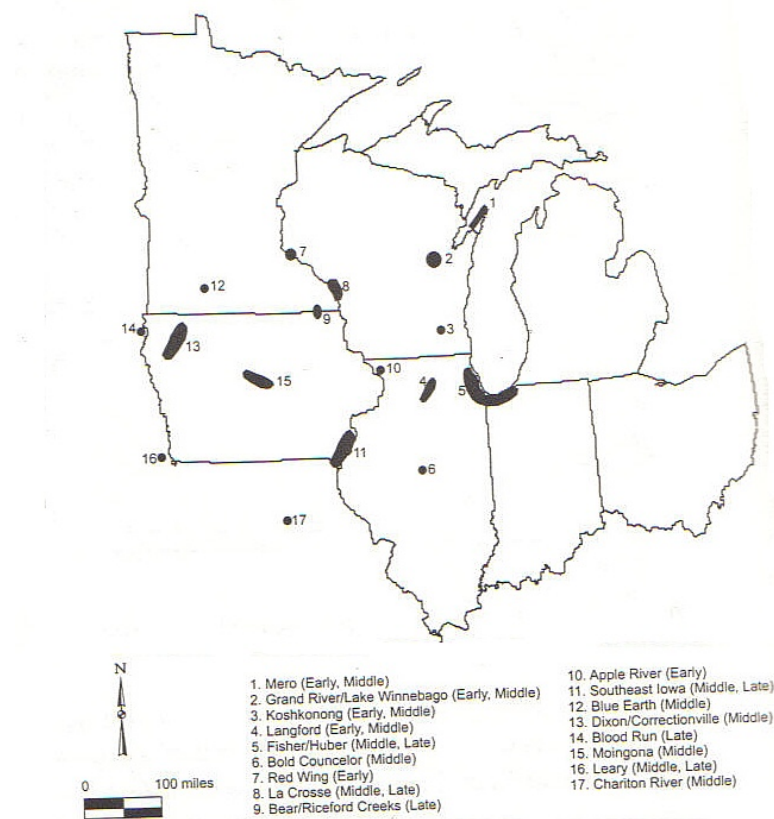 1
7
2
12
8
9
14
3
13
10
15
4
5
11
16
6
17
N
0 100 miles
1. Mero (Early, Middle)
2. Grand River/Lake Winnebago (Early, Middle)
3. Koshkonong (Early, Middle)
4. Langford (Early, Middle)
5. Fisher/Huber (Middle, Late)
6. Bold Councelor (Middle)
7. Red Wing (Early)
8. La Crosse (Middle, Late)
9. Bear/Riceford Creeks (Late)
10. Apple River (Early)
11. Southeast Iowa (Middle, Late)
12. Blue Earth (Middle)
13. Dixon/Correctionville (Middle)
14. Blood Run (Late)
15. Moingona (Middle)
16. Leary (Middle, Late)
17. Chariton River (Middle)